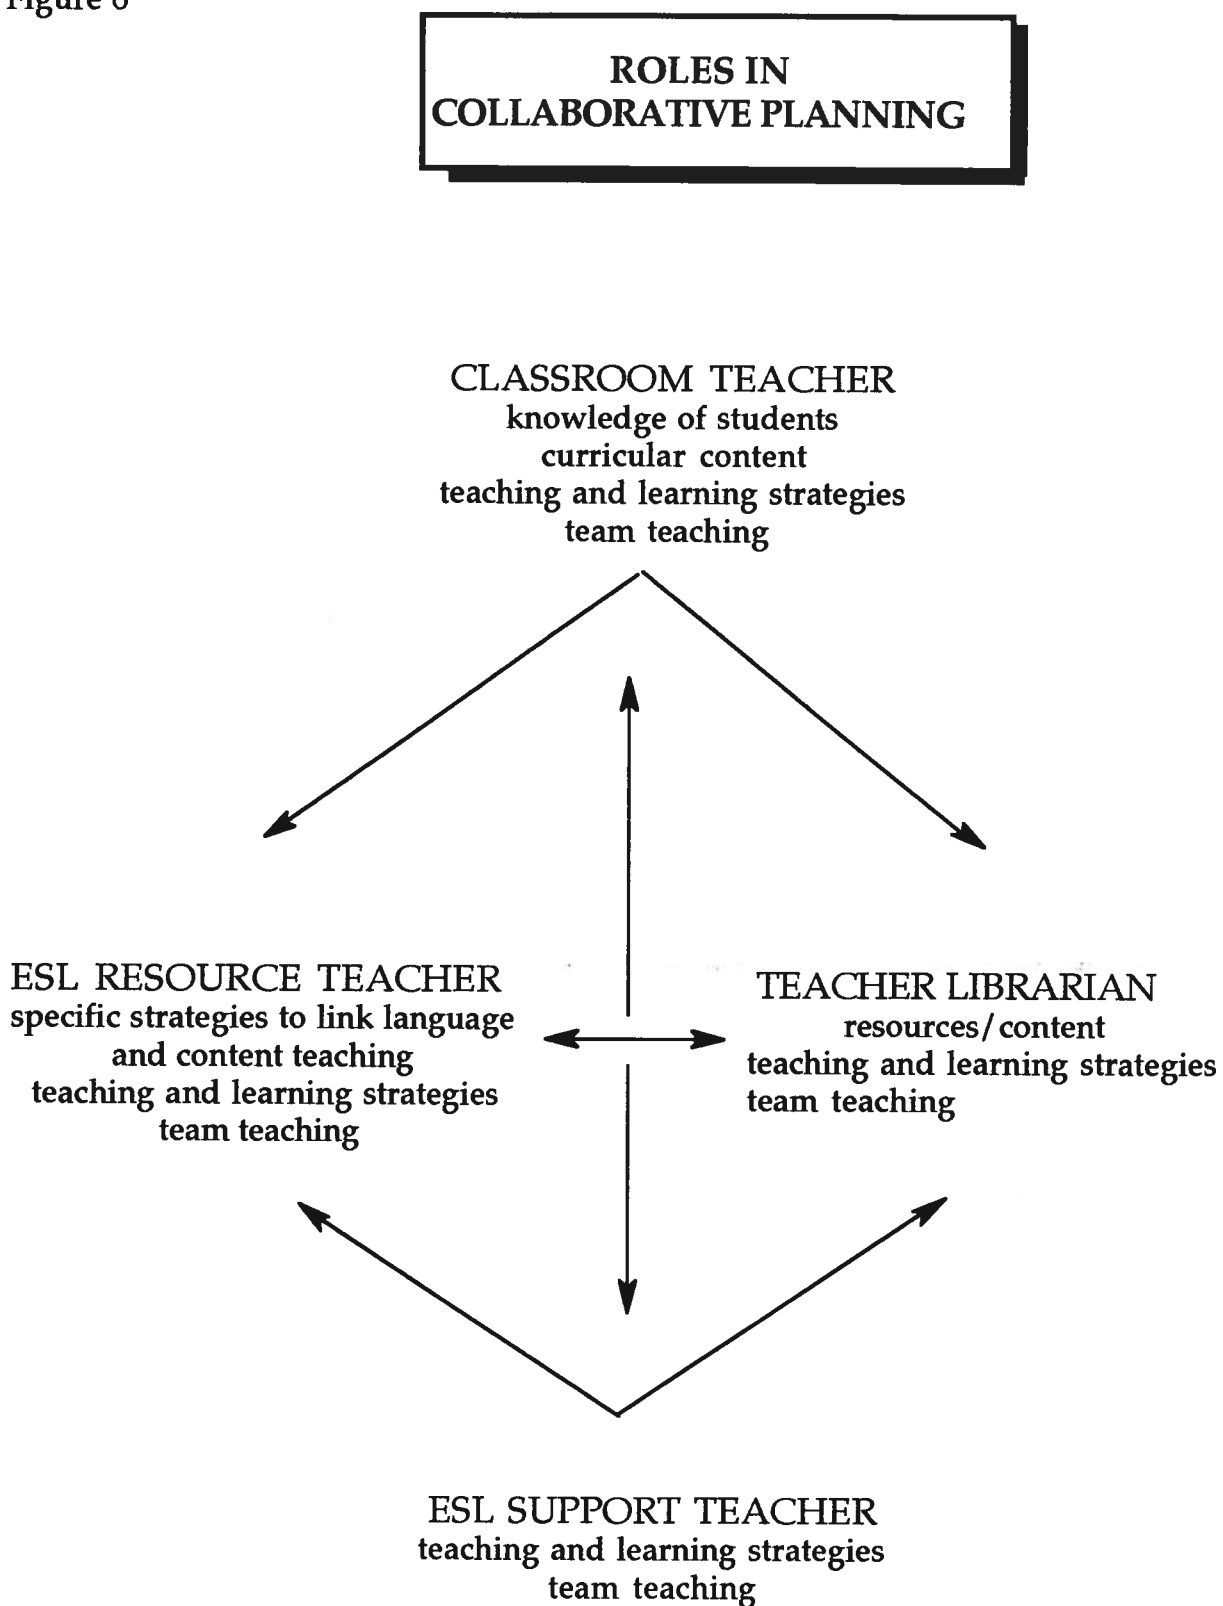 Figure 6
ROLES IN
COLLABORATIVE PLANNING
CLASSROOM TEACHER
knowledge of students
curricular content
teaching and learning strategies
team teaching
ESL RESOURCE TEACHER
specific strategies to link language
and content teaching
teaching and learning strategies
team teaching
TEACHER LIBRARIAN
resources/content
teaching and learning strategies
team teaching
ESL SUPPORT TEACHER
teaching and learning strategies
team teaching